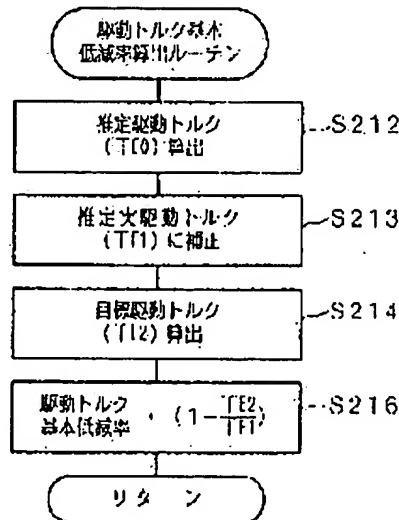 駆動トルク基本
低減率算出ルーチン
推定駆動トルク
(TE0) 算出
S212
推定実駆動トルク
(TE1) に補正
S213
目標駆動トルク
(TE2) 算出
S214
駆動トルク
基本低減率
(1-TE2/TE1)
S216
リターン